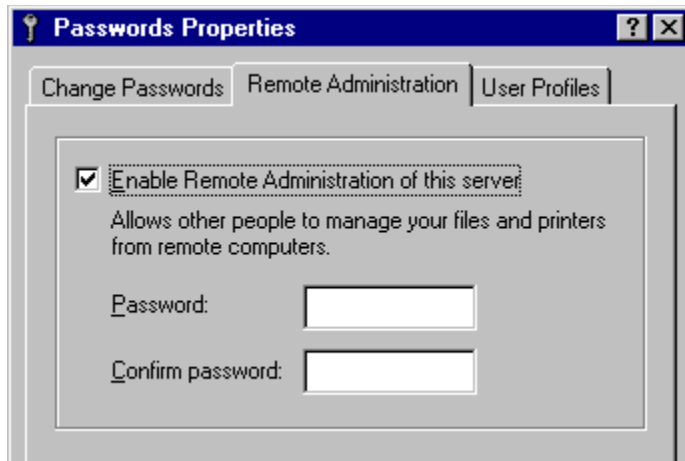 Passwords Properties
Change Passwords Remote Administration User Profiles
Enable Remote Administration of this server
Allows other people to manage your files and printers
from remote computers.
Password:
Confirm password: